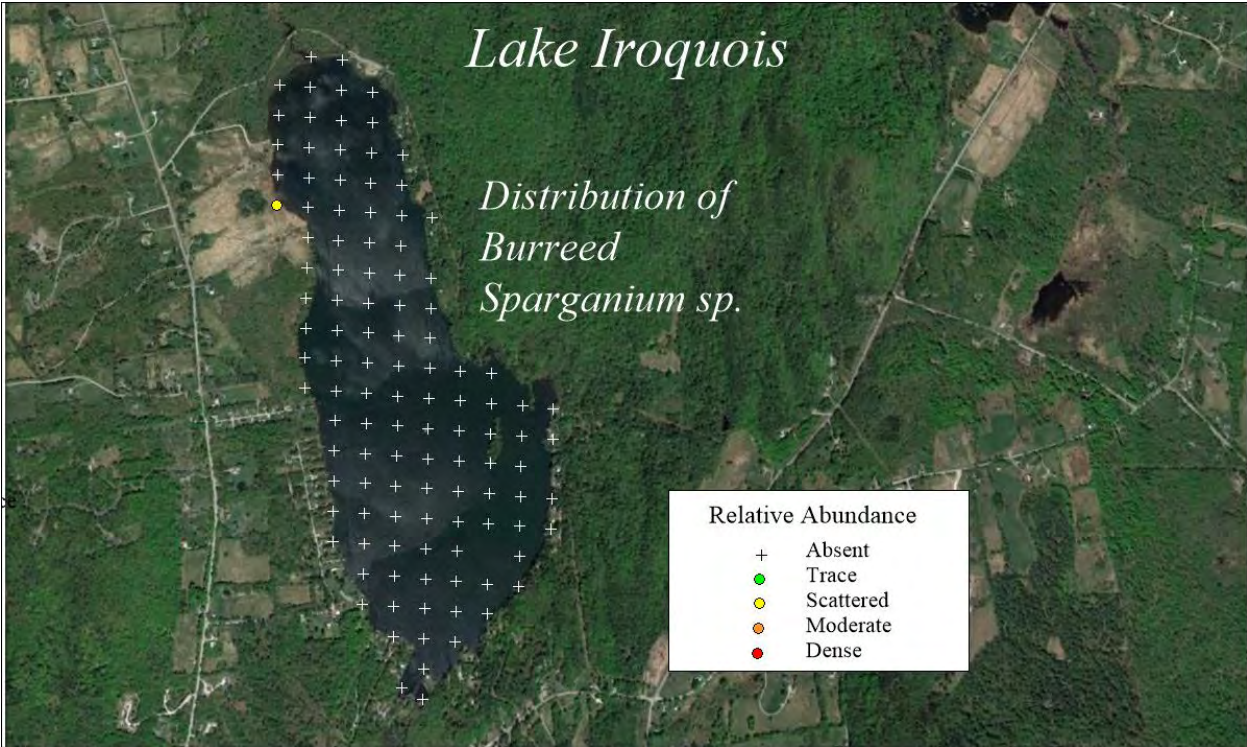 Lake Iroquois
Distribution of
Burreed
Sparganium sp.
Relative Abundance
Absent
Trace
Scattered
Moderate
Dense